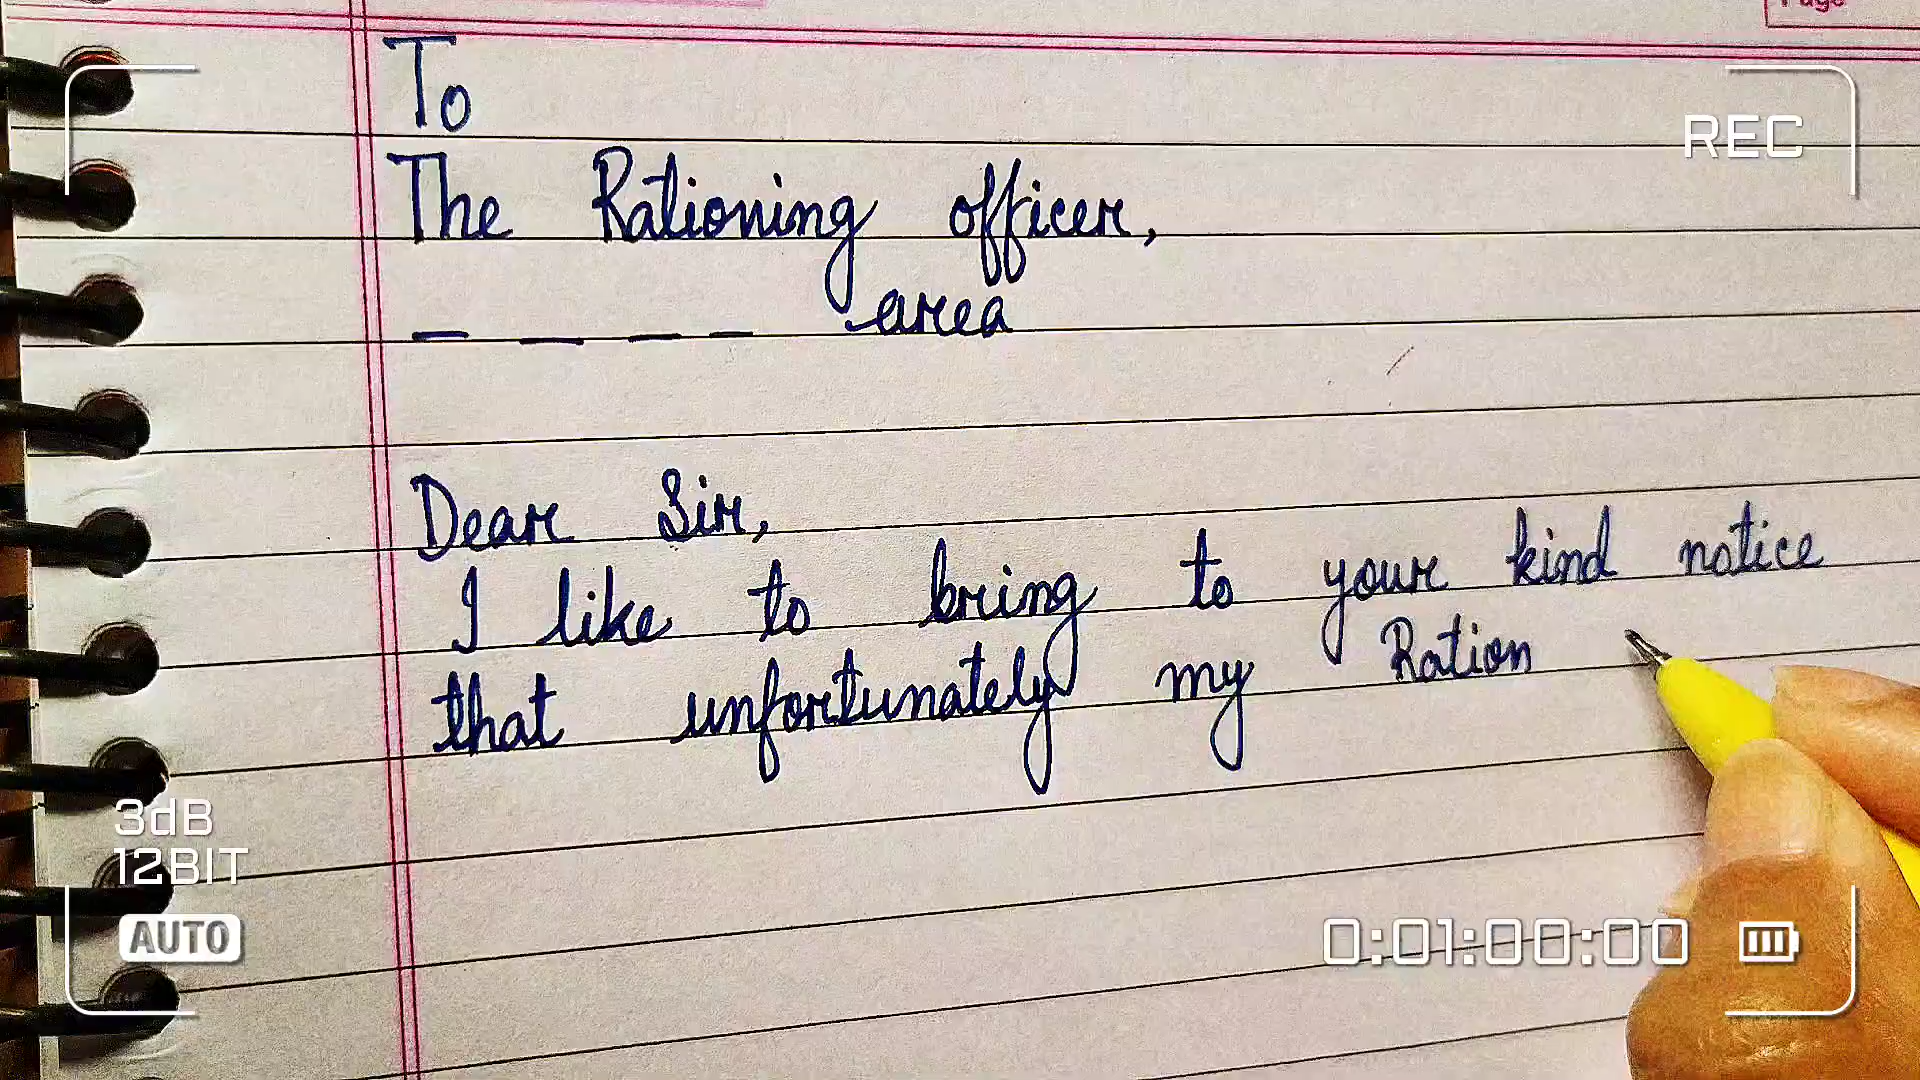 Page
To
The Rationing officer,
_ _ _ _ area
Dear Sir,
I like to bring to your kind notice
that unfortunately my Ration
REC
3dB
12BIT
AUTO
0:01:00:00